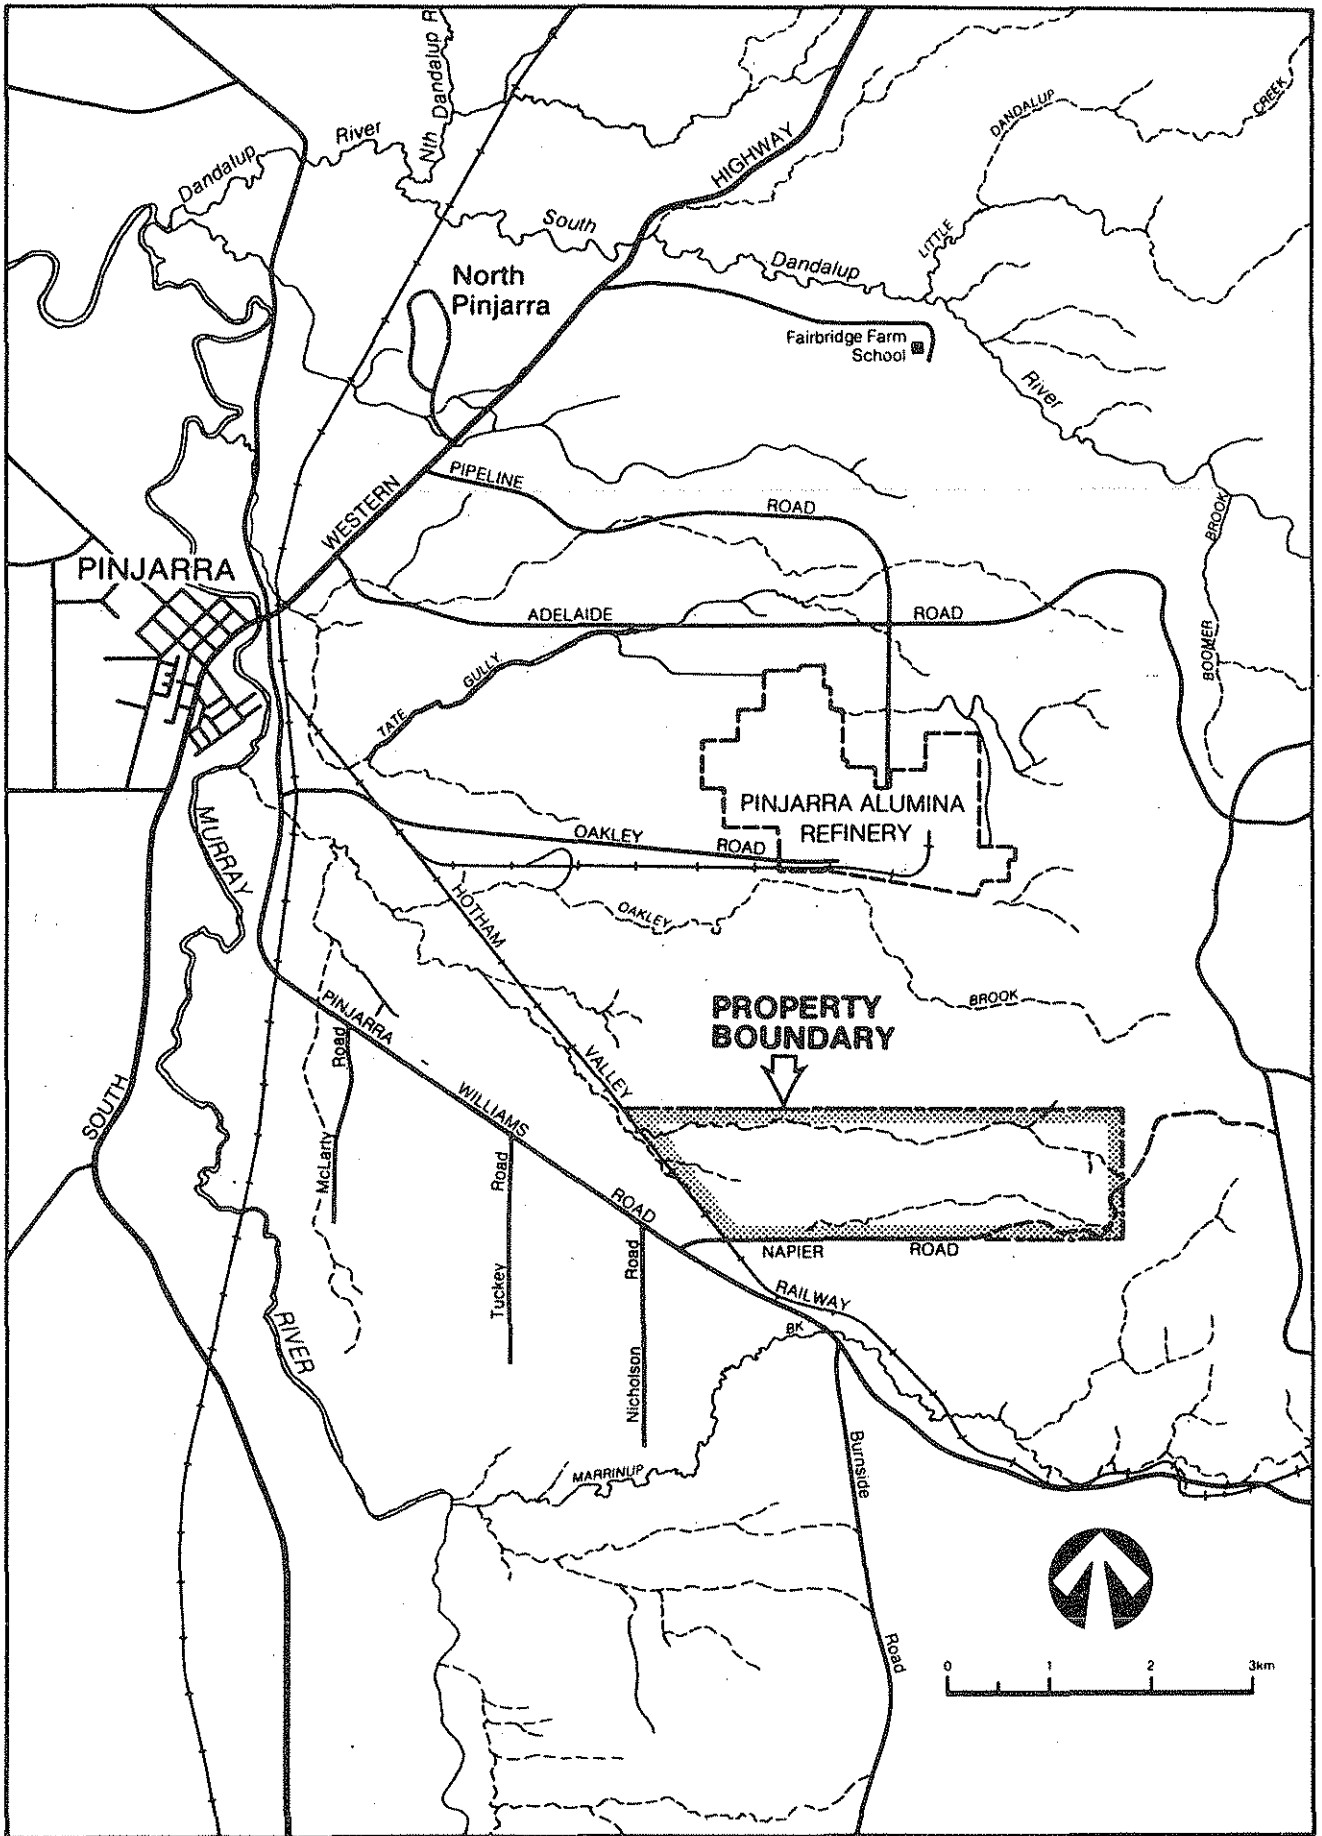 Nth Dandalup R
River
Dandalup
HIGHWAY
DANDALUP
CREEK
LITTLE
South
Dandalup
North
Pinjarra
Fairbridge Farm
School
River
PIPELINE
ROAD
WESTERN
BROOK
PINJARRA
ADELAIDE
ROAD
BOOMER
GULLY
TATE
PINJARRA ALUMINA
REFINERY
MURRAY
OAKLEY
ROAD
HOTHAM
OAKLEY
BROOK
PROPERTY
BOUNDARY
PINJARRA
Road
VALLEY
WILLIAMS
SOUTH
McLarty
Road
ROAD
NAPIER
ROAD
Road
Tuckey
RAILWAY
BK
RIVER
Nicholson
Burnside
MARRINUP
Road
0 1 2 3km